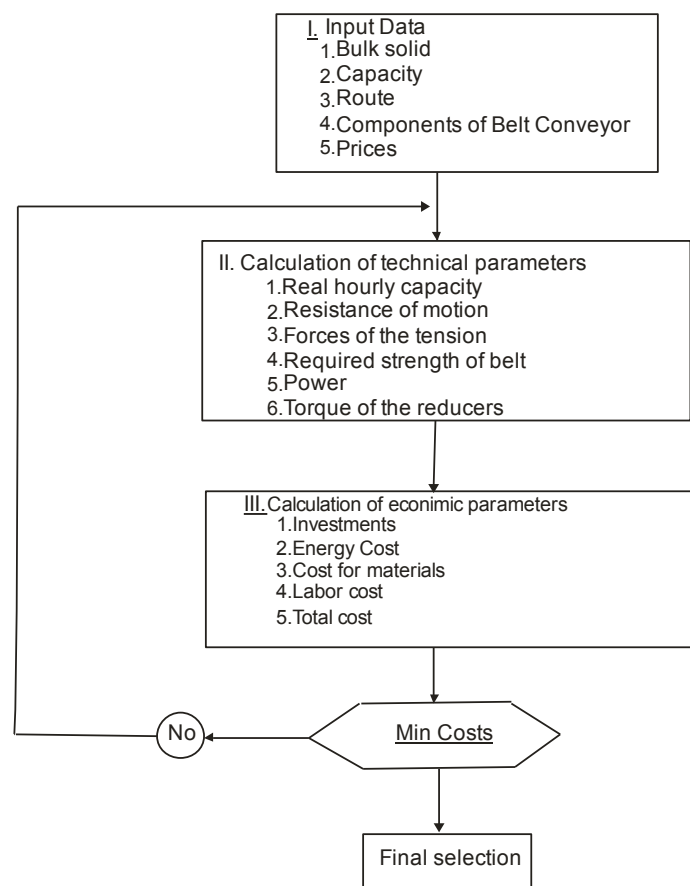 I. Input Data
1.Bulk solid
2.Capacity
3.Route
4.Components of Belt Conveyor
5.Prices
II. Calculation of technical parameters
1.Real hourly capacity
2.Resistance of motion
3.Forces of the tension
4.Required strength of belt
5.Power
6.Torque of the reducers
III.Calculation of econimic parameters
1.Investments
2.Energy Cost
3.Cost for materials
4.Labor cost
5.Total cost
No
Min Costs
Final selection